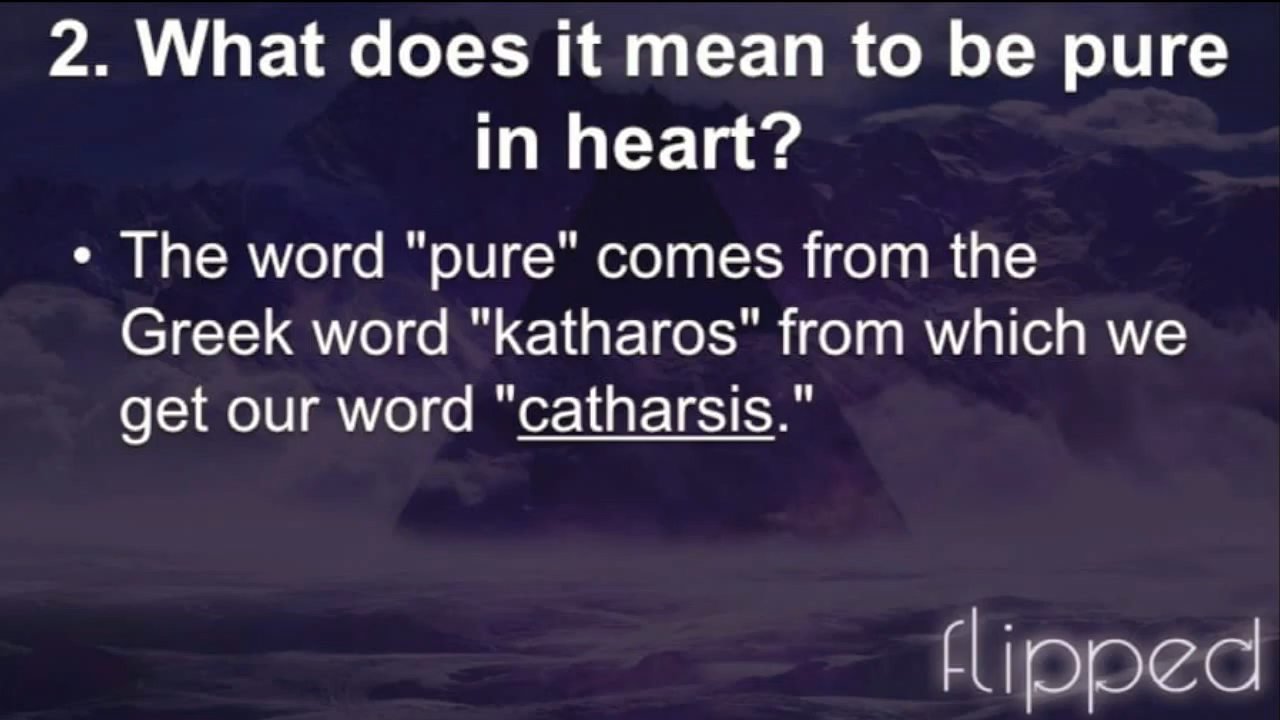 2. What does it mean to be pure
in heart?
• The word "pure" comes from the
Greek word "katharos" from which we
get our word "catharsis."
flipped